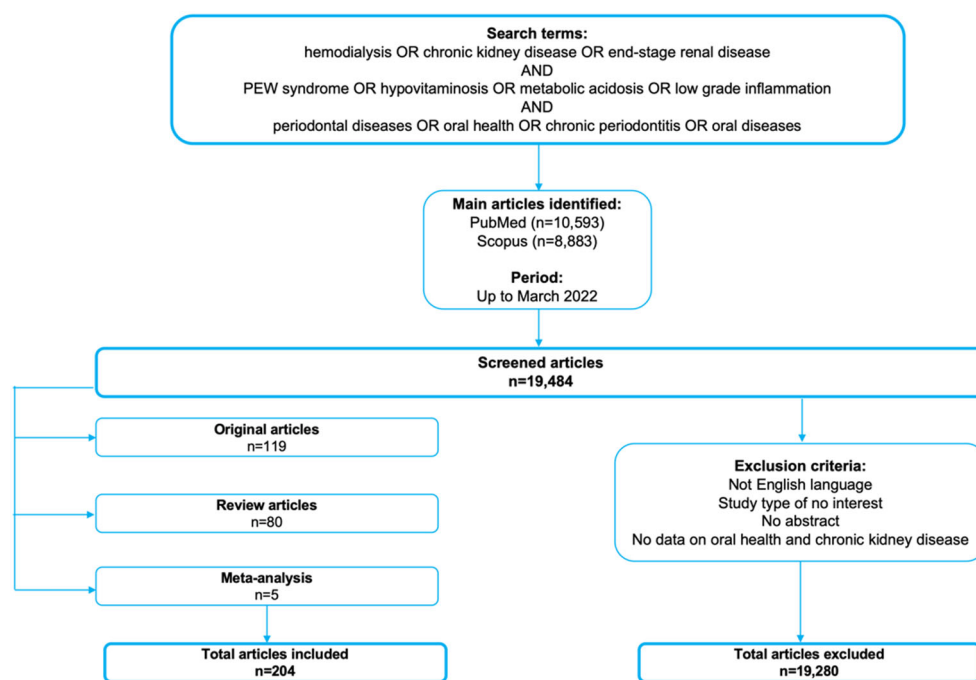 Search terms:
hemodialysis OR chronic kidney disease OR end-stage renal disease
AND
PEW syndrome OR hypovitaminosis OR metabolic acidosis OR low grade inflammation
AND
periodontal diseases OR oral health OR chronic periodontitis OR oral diseases
Main articles identified:
PubMed (n=10,593)
Scopus (n=8,883)
Period:
Up to March 2022
Screened articles
n=19,484
Original articles
n=119
Review articles
n=80
Meta-analysis
n=5
Total articles included
n=204
Exclusion criteria:
Not English language
Study type of no interest
No abstract
No data on oral health and chronic kidney disease
Total articles excluded
n=19,280